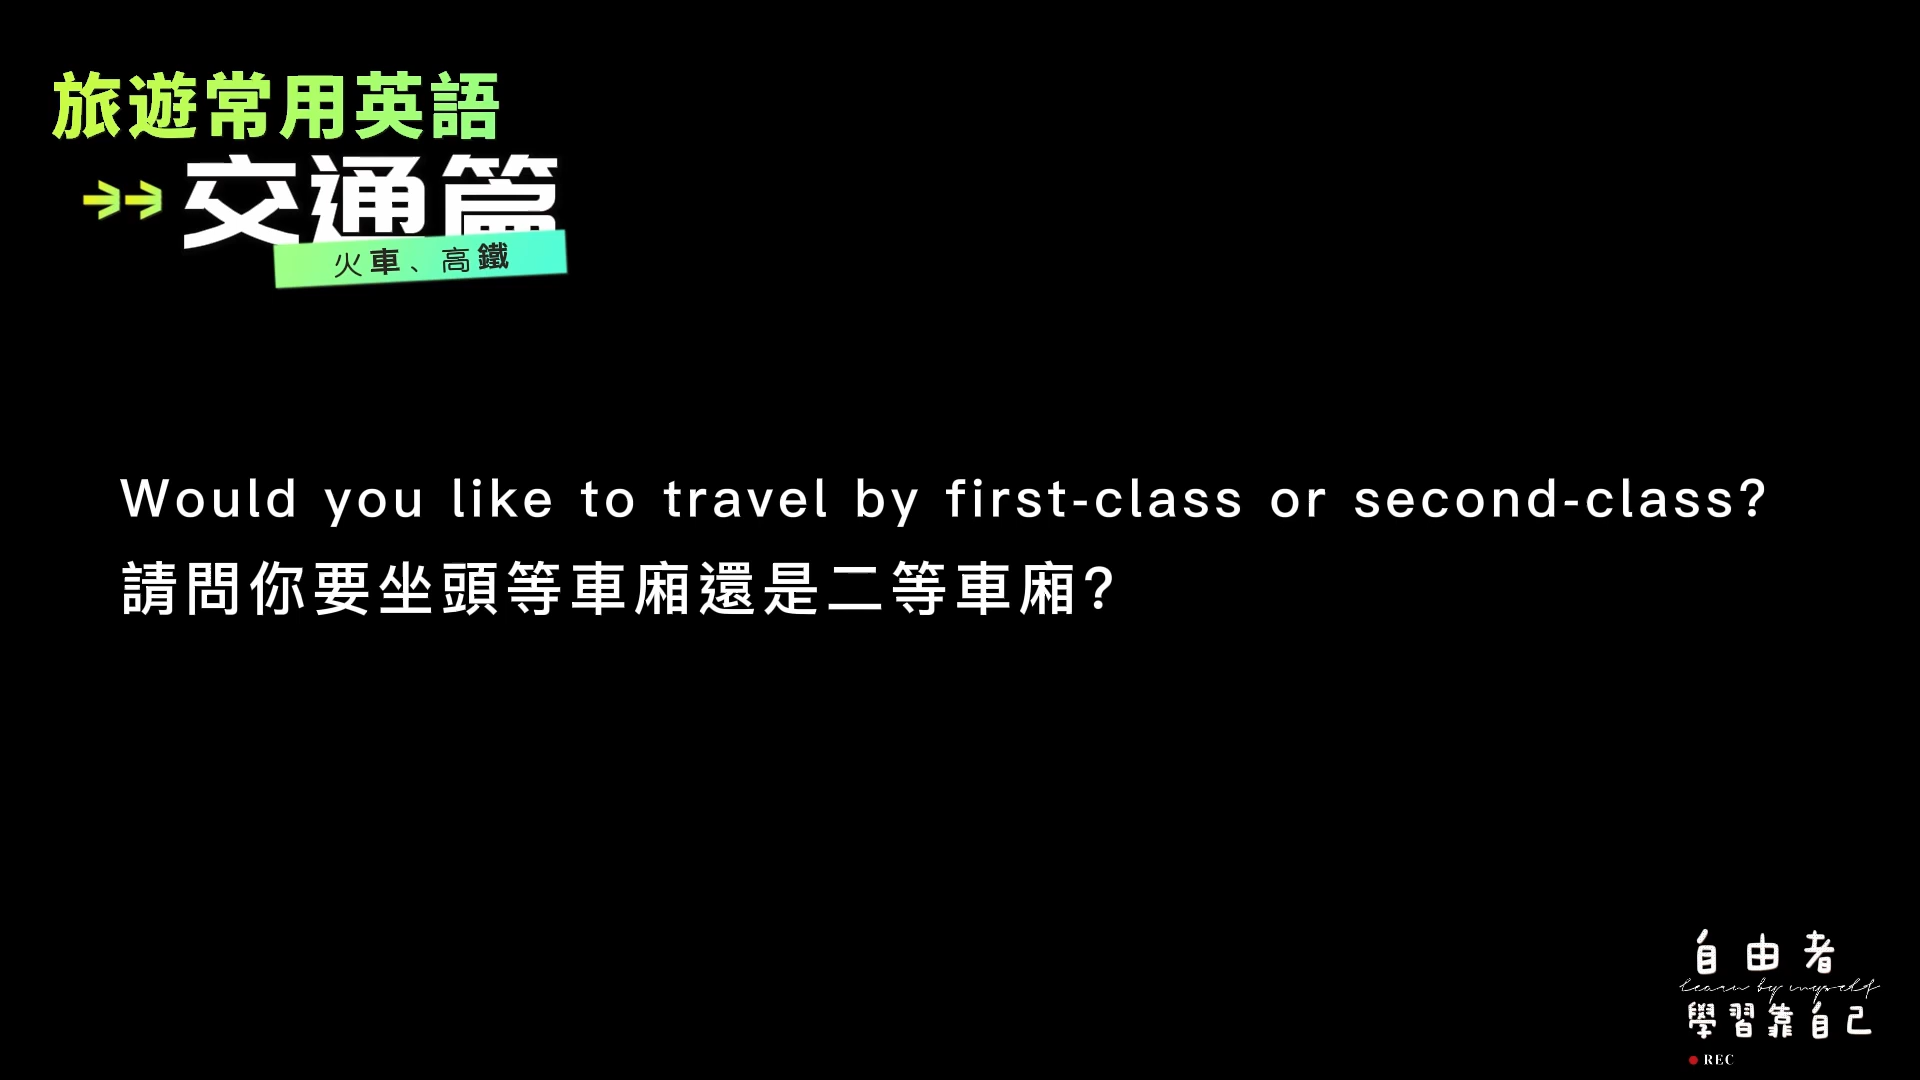 旅遊常用英語
交通篇
火車、高鐵
Would you like to travel by first-class or second-class?
請問你要坐頭等車廂還是二等車廂?
自由者
learn by myself
學習靠自己
REC